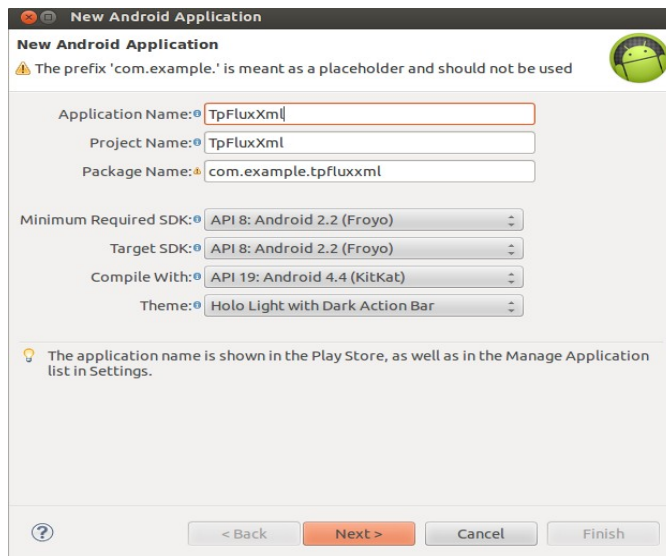 New Android Application
New Android Application
The prefix 'com.example.' is meant as a placeholder and should not be used
Application Name: TpFluxXml
Project Name: TpFluxXml
Package Name: com.example.tpfluxxml
Minimum Required SDK: API 8: Android 2.2 (Froyo)
Target SDK: API 8: Android 2.2 (Froyo)
Compile With: API 19: Android 4.4 (KitKat)
Theme: Holo Light with Dark Action Bar
The application name is shown in the Play Store, as well as in the Manage Application
list in Settings.
? < Back Next > Cancel Finish